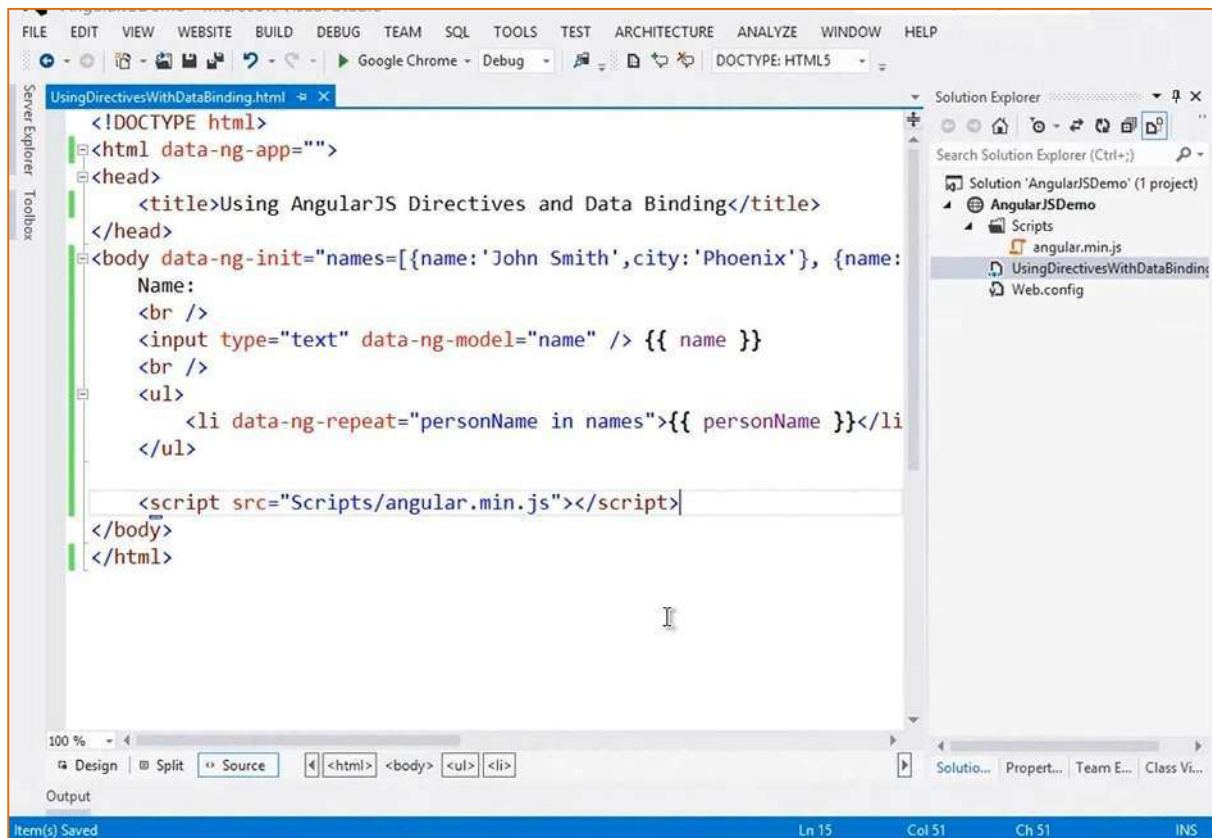 FILE EDIT VIEW WEBSITE BUILD DEBUG TEAM SQL TOOLS TEST ARCHITECTURE ANALYZE WINDOW HELP
Google Chrome Debug DOCTYPE: HTML5
Server Explorer
Toolbox
UsingDirectivesWithDataBinding.html
<!DOCTYPE html>
<html data-ng-app="">
<head>
<title>Using AngularJS Directives and Data Binding</title>
</head>
<body data-ng-init="names=[{name:'John Smith',city:'Phoenix'}, {name:
Name:
<br />
<input type="text" data-ng-model="name" /> {{ name }}
<br />
<ul>
<li data-ng-repeat="personName in names">{{ personName }}</li
</ul>
<script src="Scripts/angular.min.js"></script>
</body>
</html>
100 %
Design Split Source <html> <body> <ul> <li>
Output
Solution Explorer
Search Solution Explorer (Ctrl+;)
Solution 'AngularJSDemo' (1 project)
AngularJSDemo
Scripts
angular.min.js
UsingDirectivesWithDataBinding
Web.config
Solutio... Propert... Team E... Class Vi...
Item(s) Saved Ln 15 Col 51 Ch 51 INS